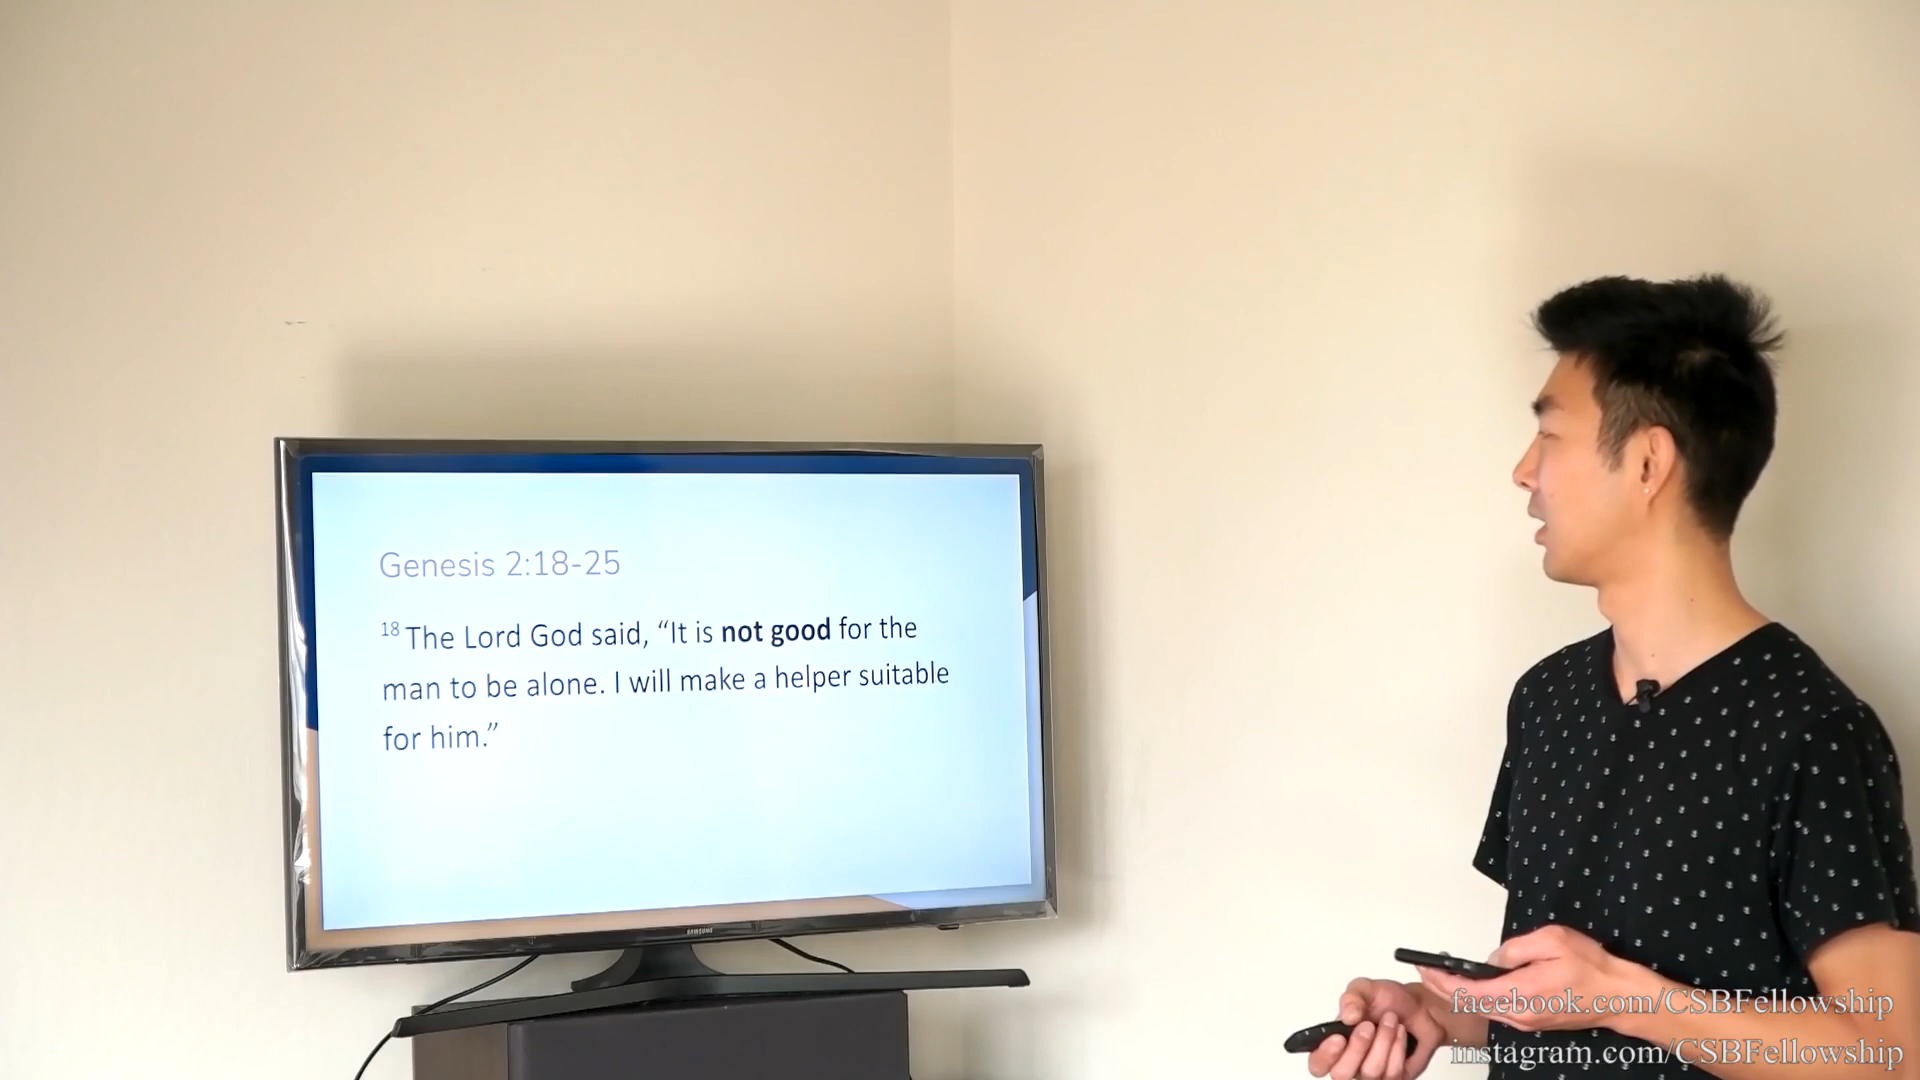 Genesis 2:18-25
18 The Lord God said, “It is not good for the
man to be alone. I will make a helper suitable
for him.”
SAMSUNG
facebook.com/CSBFellowship
instagram.com/CSBFellowship